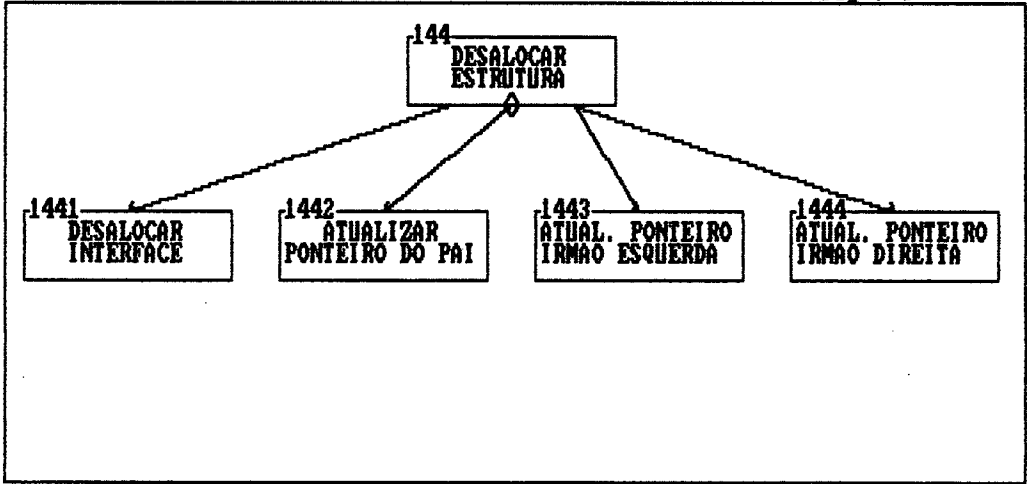 144
DESALOCAR
ESTRUTURA
1441
DESALOCAR
INTERFACE
1442
ATUALIZAR
PONTEIRO DO PAI
1443
ATUAL. PONTEIRO
IRMAO ESQUERDA
1444
ATUAL. PONTEIRO
IRMAO DIREITA